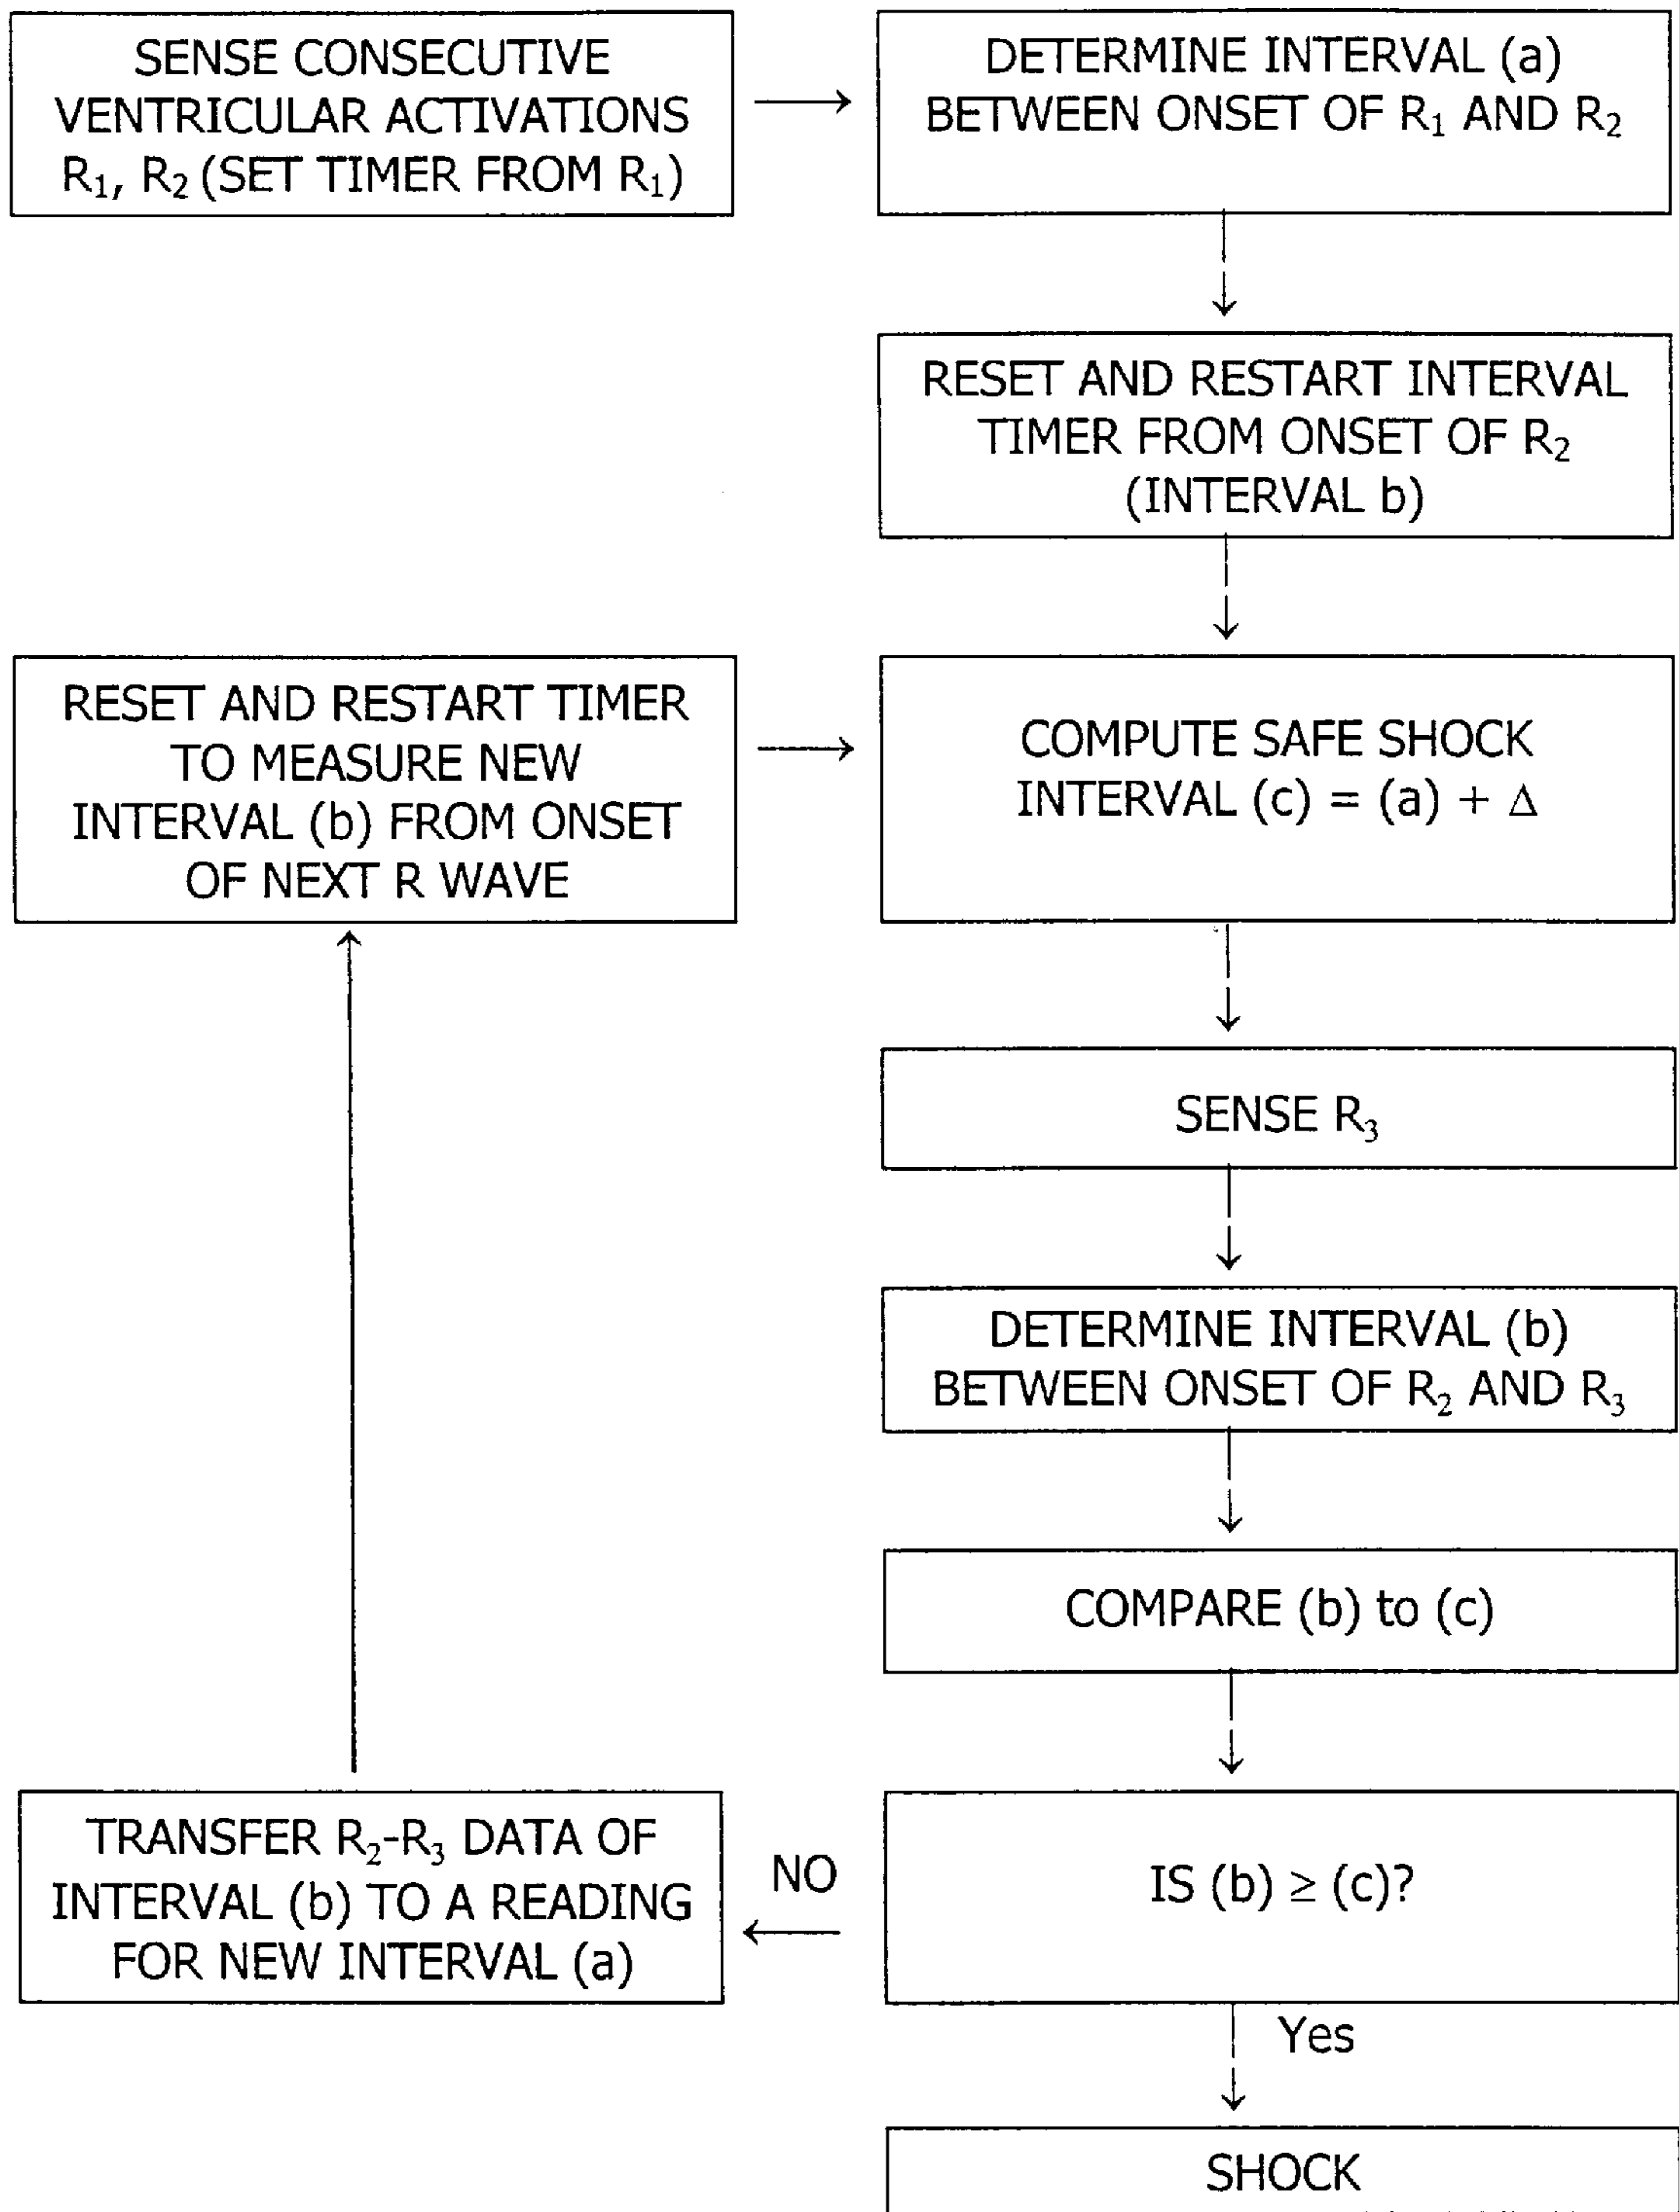 SENSE CONSECUTIVE
VENTRICULAR ACTIVATIONS
R₁, R₂ (SET TIMER FROM R₁)
DETERMINE INTERVAL (a)
BETWEEN ONSET OF R₁ AND R₂
RESET AND RESTART INTERVAL
TIMER FROM ONSET OF R₂
(INTERVAL b)
RESET AND RESTART TIMER
TO MEASURE NEW
INTERVAL (b) FROM ONSET
OF NEXT R WAVE
COMPUTE SAFE SHOCK
INTERVAL (c) = (a) + Δ
SENSE R₃
DETERMINE INTERVAL (b)
BETWEEN ONSET OF R₂ AND R₃
COMPARE (b) to (c)
IS (b) ≥ (c)?
NO
TRANSFER R₂-R₃ DATA OF
INTERVAL (b) TO A READING
FOR NEW INTERVAL (a)
Yes
SHOCK